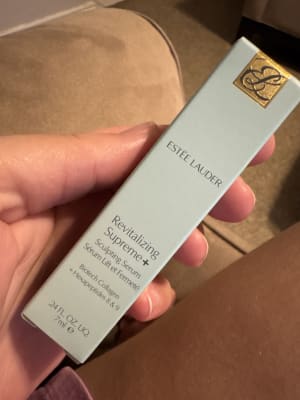 ESTÉE LAUDER
Revitalizing
Supreme+
Sculpting Serum
Sérum Lift et Fermeté
Biotech Collagen
+ Hexapeptides 8 & 9
.24 FL. OZ. LIQ.
7ml e